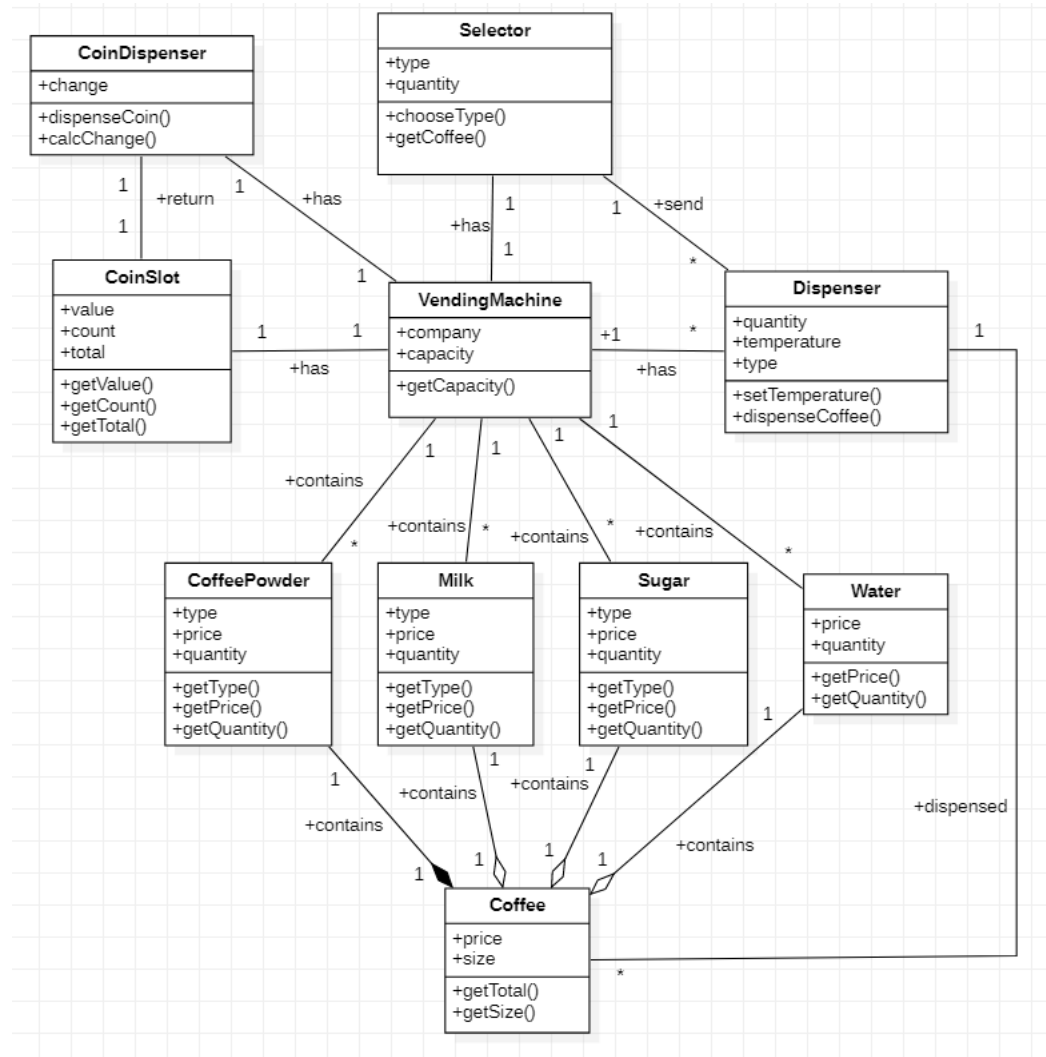 CoinDispenser
+change
+dispenseCoin()
+calcChange()
Selector
+type
+quantity
+chooseType()
+getCoffee()
1
+return
1
1
+has
1
+has
1
1
1
+send
*
CoinSlot
+value
+count
+total
+getValue()
+getCount()
+getTotal()
1
1
+has
VendingMachine
+company
+capacity
+getCapacity()
+1
*
+has
Dispenser
+quantity
+temperature
+type
+setTemperature()
+dispenseCoffee()
1
1
+contains
*
1
+contains
*
1
+contains
*
1
+contains
*
CoffeePowder
+type
+price
+quantity
+getType()
+getPrice()
+getQuantity()
Milk
+type
+price
+quantity
+getType()
+getPrice()
+getQuantity()
Sugar
+type
+price
+quantity
+getType()
+getPrice()
+getQuantity()
Water
+price
+quantity
+getPrice()
+getQuantity()
1
+contains
1
1
+contains
1
1
+contains
1
1
+contains
1
+dispensed
*
Coffee
+price
+size
+getTotal()
+getSize()